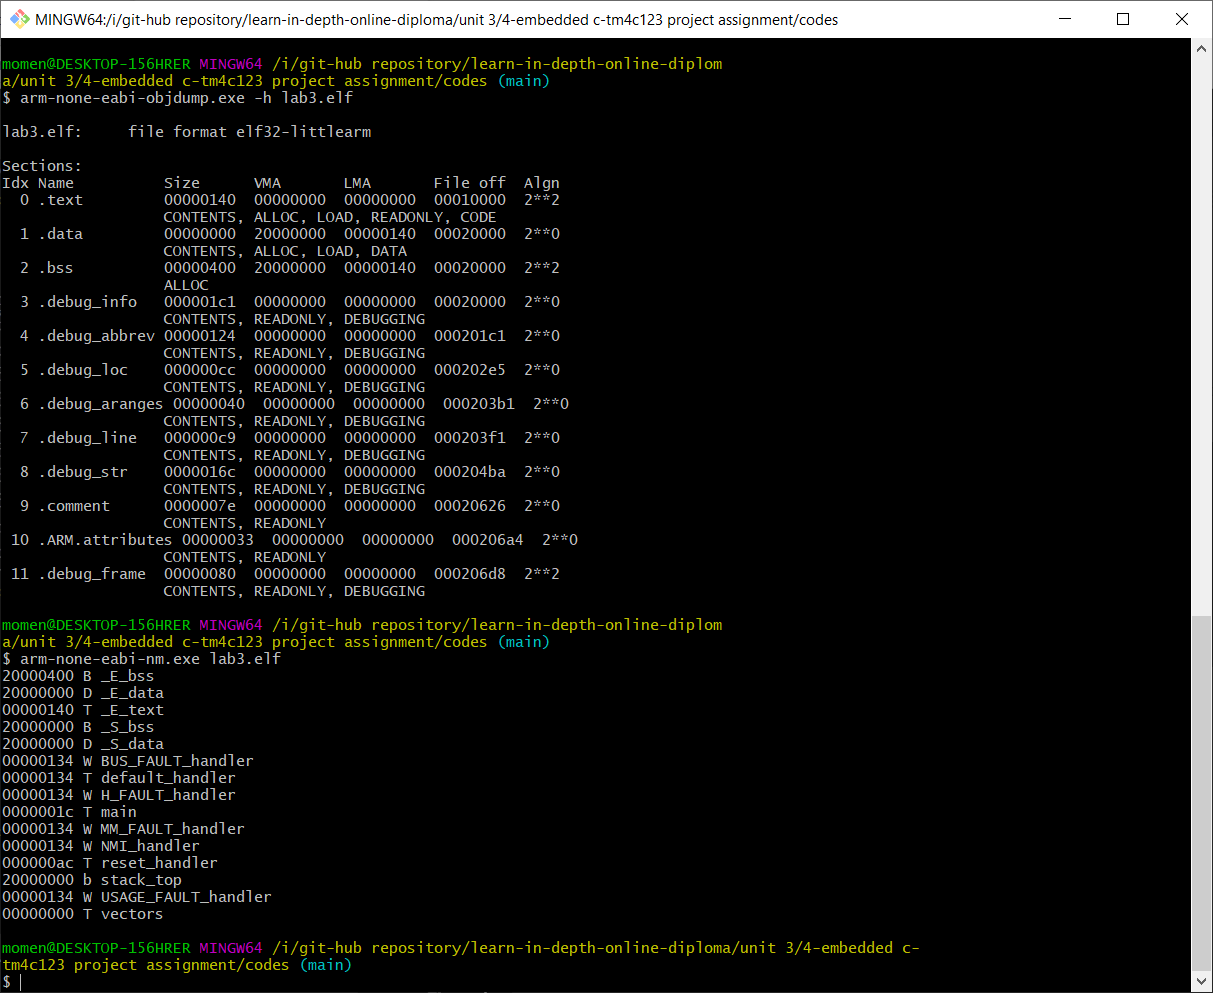 MINGW64:/i/git-hub repository/learn-in-depth-online-diploma/unit 3/4-embedded c-tm4c123 project assignment/codes
momen@DESKTOP-156HRER MINGW64 /i/git-hub repository/learn-in-depth-online-diplom
a/unit 3/4-embedded c-tm4c123 project assignment/codes (main)
$ arm-none-eabi-objdump.exe -h lab3.elf
lab3.elf:     file format elf32-littlearm
Sections:
Idx Name          Size      VMA       LMA       File off  Algn
  0 .text         00000140  00000000  00000000  00010000  2**2
                  CONTENTS, ALLOC, LOAD, READONLY, CODE
  1 .data         00000000  20000000  00000140  00020000  2**0
                  CONTENTS, ALLOC, LOAD, DATA
  2 .bss          00000400  20000000  00000140  00020000  2**2
                  ALLOC
  3 .debug_info   000001c1  00000000  00000000  00020000  2**0
                  CONTENTS, READONLY, DEBUGGING
  4 .debug_abbrev 00000124  00000000  00000000  000201c1  2**0
                  CONTENTS, READONLY, DEBUGGING
  5 .debug_loc    000000cc  00000000  00000000  000202e5  2**0
                  CONTENTS, READONLY, DEBUGGING
  6 .debug_aranges 00000040  00000000  00000000  000203b1  2**0
                  CONTENTS, READONLY, DEBUGGING
  7 .debug_line   000000c9  00000000  00000000  000203f1  2**0
                  CONTENTS, READONLY, DEBUGGING
  8 .debug_str    0000016c  00000000  00000000  000204ba  2**0
                  CONTENTS, READONLY, DEBUGGING
  9 .comment      0000007e  00000000  00000000  00020626  2**0
                  CONTENTS, READONLY
 10 .ARM.attributes 00000033  00000000  00000000  000206a4  2**0
                  CONTENTS, READONLY
 11 .debug_frame  00000080  00000000  00000000  000206d8  2**2
                  CONTENTS, READONLY, DEBUGGING
momen@DESKTOP-156HRER MINGW64 /i/git-hub repository/learn-in-depth-online-diplom
a/unit 3/4-embedded c-tm4c123 project assignment/codes (main)
$ arm-none-eabi-nm.exe lab3.elf
20000400 B _E_bss
20000000 D _E_data
00000140 T _E_text
20000000 B _S_bss
20000000 D _S_data
00000134 W BUS_FAULT_handler
00000134 T default_handler
00000134 W H_FAULT_handler
0000001c T main
00000134 W MM_FAULT_handler
00000134 W NMI_handler
000000ac T reset_handler
20000000 b stack_top
00000134 W USAGE_FAULT_handler
00000000 T vectors
momen@DESKTOP-156HRER MINGW64 /i/git-hub repository/learn-in-depth-online-diploma/unit 3/4-embedded c-
tm4c123 project assignment/codes (main)
$